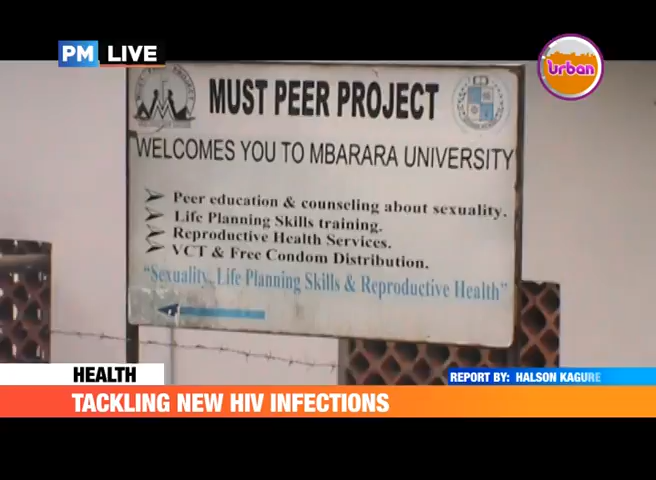 PM LIVE
urban
MUST PEER PROJECT
WELCOMES YOU TO MBARARA UNIVERSITY
Peer education & counseling about sexuality.
Life Planning Skills training.
Reproductive Health Services.
VCT & Free Condom Distribution.
"Sexuality, Life Planning Skills & Reproductive Health"
HEALTH
REPORT BY: HALSON KAGURE
TACKLING NEW HIV INFECTIONS